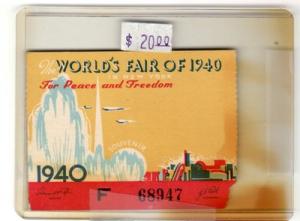 $ 20.00
The WORLD'S FAIR OF 1940
IN NEW YORK
For Peace and Freedom
SOUVENIR
1940
F 68947